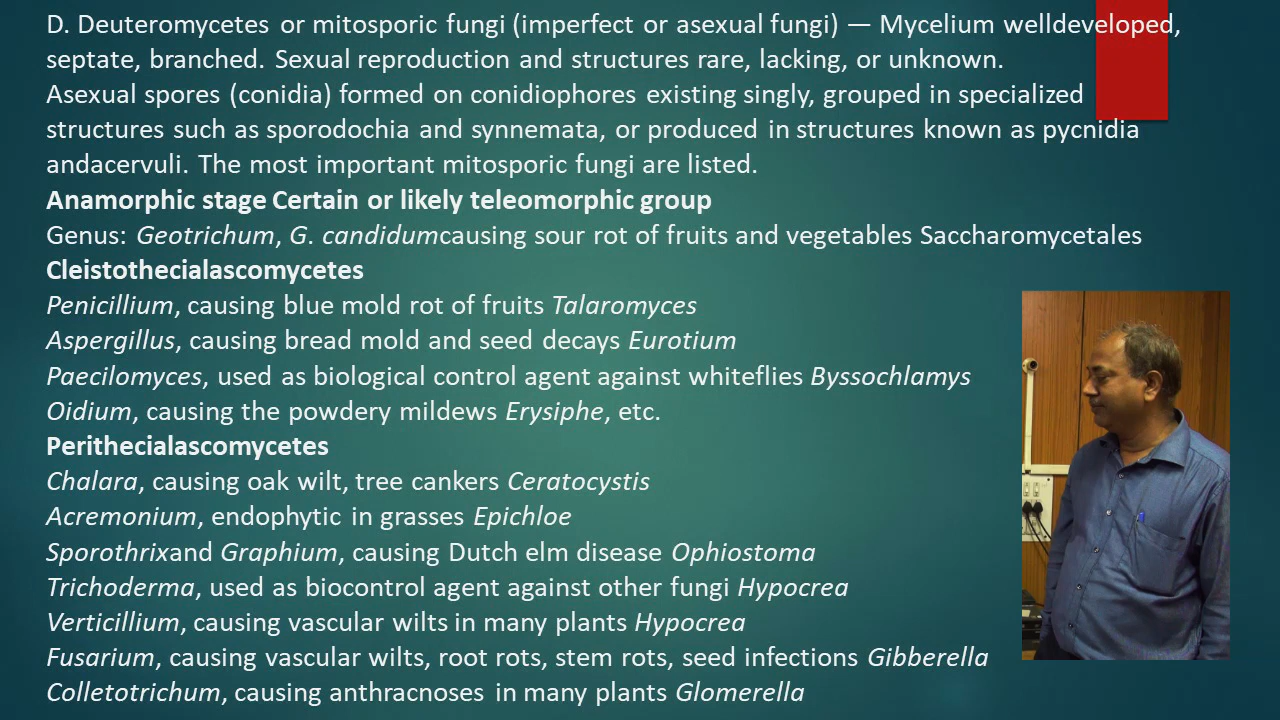 D. Deuteromycetes or mitosporic fungi (imperfect or asexual fungi) — Mycelium welldeveloped,
septate, branched. Sexual reproduction and structures rare, lacking, or unknown.
Asexual spores (conidia) formed on conidiophores existing singly, grouped in specialized
structures such as sporodochia and synnemata, or produced in structures known as pycnidia
andacervuli. The most important mitosporic fungi are listed.
Anamorphic stage Certain or likely teleomorphic group
Genus: Geotrichum, G. candidumcausing sour rot of fruits and vegetables Saccharomycetales
Cleistothecialascomycetes
Penicillium, causing blue mold rot of fruits Talaromyces
Aspergillus, causing bread mold and seed decays Eurotium
Paecilomyces, used as biological control agent against whiteflies Byssochlamys
Oidium, causing the powdery mildews Erysiphe, etc.
Perithecialascomycetes
Chalara, causing oak wilt, tree cankers Ceratocystis
Acremonium, endophytic in grasses Epichloe
Sporothrixand Graphium, causing Dutch elm disease Ophiostoma
Trichoderma, used as biocontrol agent against other fungi Hypocrea
Verticillium, causing vascular wilts in many plants Hypocrea
Fusarium, causing vascular wilts, root rots, stem rots, seed infections Gibberella
Colletotrichum, causing anthracnoses in many plants Glomerella